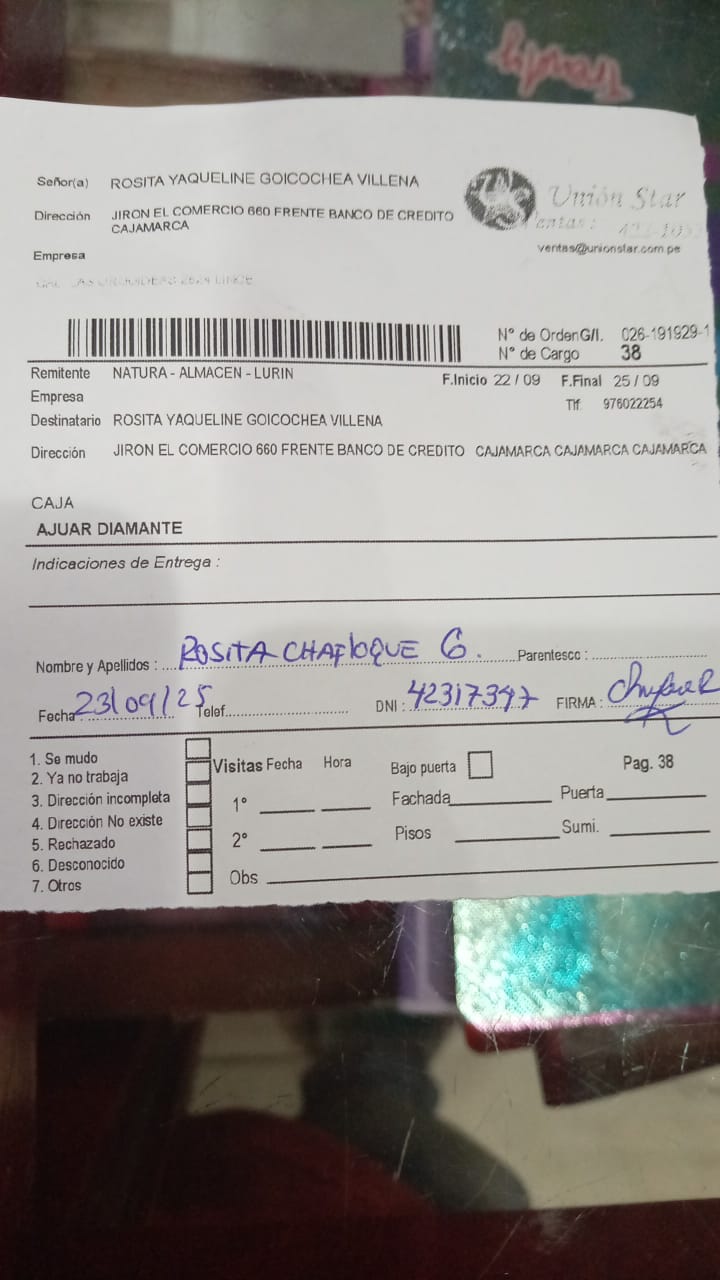 Trendy
Señor(a) ROSITA YAQUELINE GOICOCHEA VILLENA
Unión Star
Dirección JIRON EL COMERCIO 660 FRENTE BANCO DE CREDITO
CAJAMARCA
Ventas:
ventas@unionstar.com.pe
Empresa
N° de OrdenG/I. 026-191929-1
N° de Cargo 38
Remitente NATURA - ALMACEN - LURIN
F.Inicio 22 / 09 F.Final 25 / 09
Empresa
Tlf. 976022254
Destinatario ROSITA YAQUELINE GOICOCHEA VILLENA
Dirección JIRON EL COMERCIO 660 FRENTE BANCO DE CREDITO CAJAMARCA CAJAMARCA CAJAMARCA
CAJA
AJUAR DIAMANTE
Indicaciones de Entrega :
Nombre y Apellidos : ROSITA CHAFLOQUE G. Parentesco :
Fecha 23/09/25 Telef. DNI : 42317397 FIRMA :
1. Se mudo
2. Ya no trabaja
3. Dirección incompleta
4. Dirección No existe
5. Rechazado
6. Desconocido
7. Otros
Visitas Fecha Hora Bajo puerta Pag. 38
1° Fachada Puerta
2° Pisos Sumi.
Obs